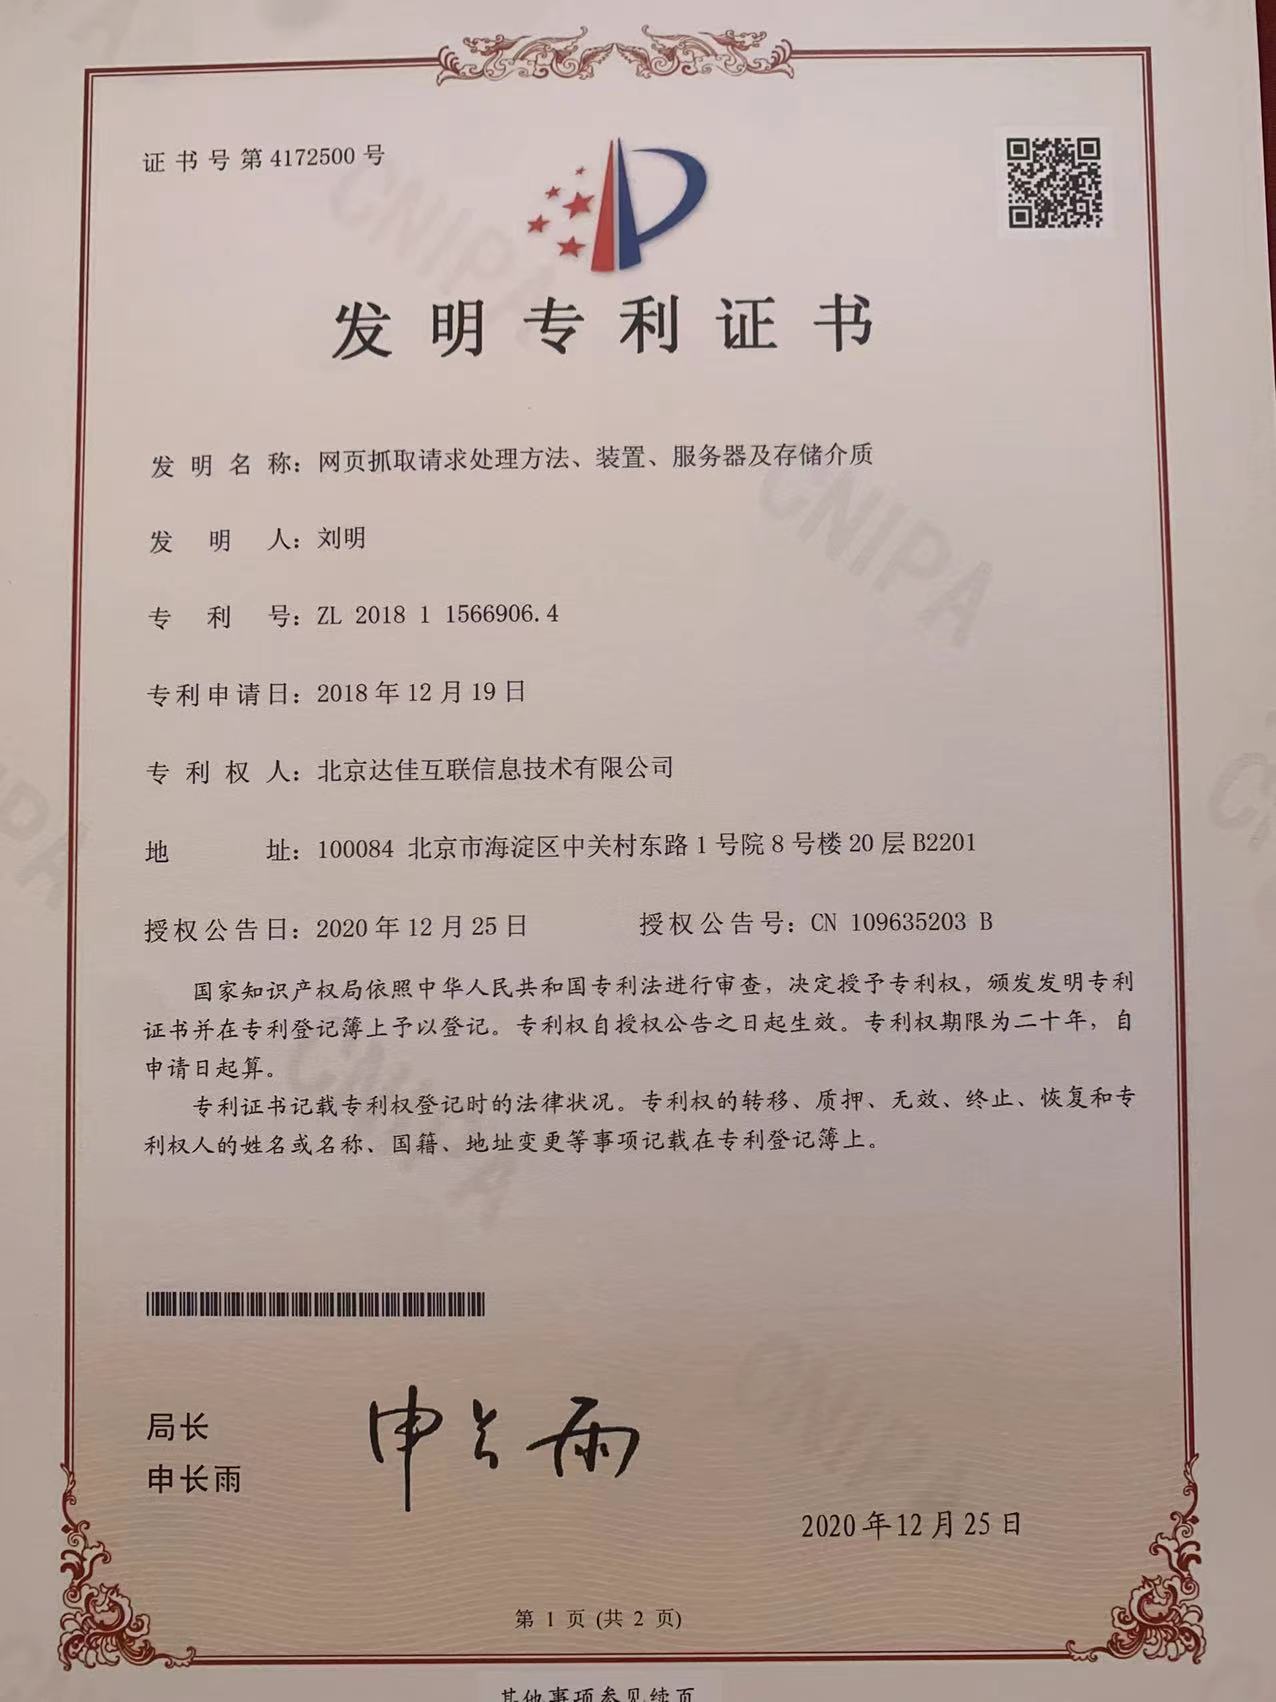 证书号第4172500号
发明专利证书
发明名称：网页抓取请求处理方法、装置、服务器及存储介质
发明人：刘明
专利号：ZL 2018 1 1566906.4
专利申请日：2018年12月19日
专利权人：北京达佳互联信息技术有限公司
地址：100084 北京市海淀区中关村东路1号院8号楼20层B2201
授权公告日：2020年12月25日 授权公告号：CN 109635203 B
国家知识产权局依照中华人民共和国专利法进行审查，决定授予专利权，颁发发明专利
证书并在专利登记簿上予以登记。专利权自授权公告之日起生效。专利权期限为二十年，自
申请日起算。
专利证书记载专利权登记时的法律状况。专利权的转移、质押、无效、终止、恢复和专
利权人的姓名或名称、国籍、地址变更等事项记载在专利登记簿上。
局长
申长雨
申长雨
2020年12月25日
第 1 页 (共 2 页)
其他事项参见续页
CNIPA
CNIPA
CNIPA
CNIPA